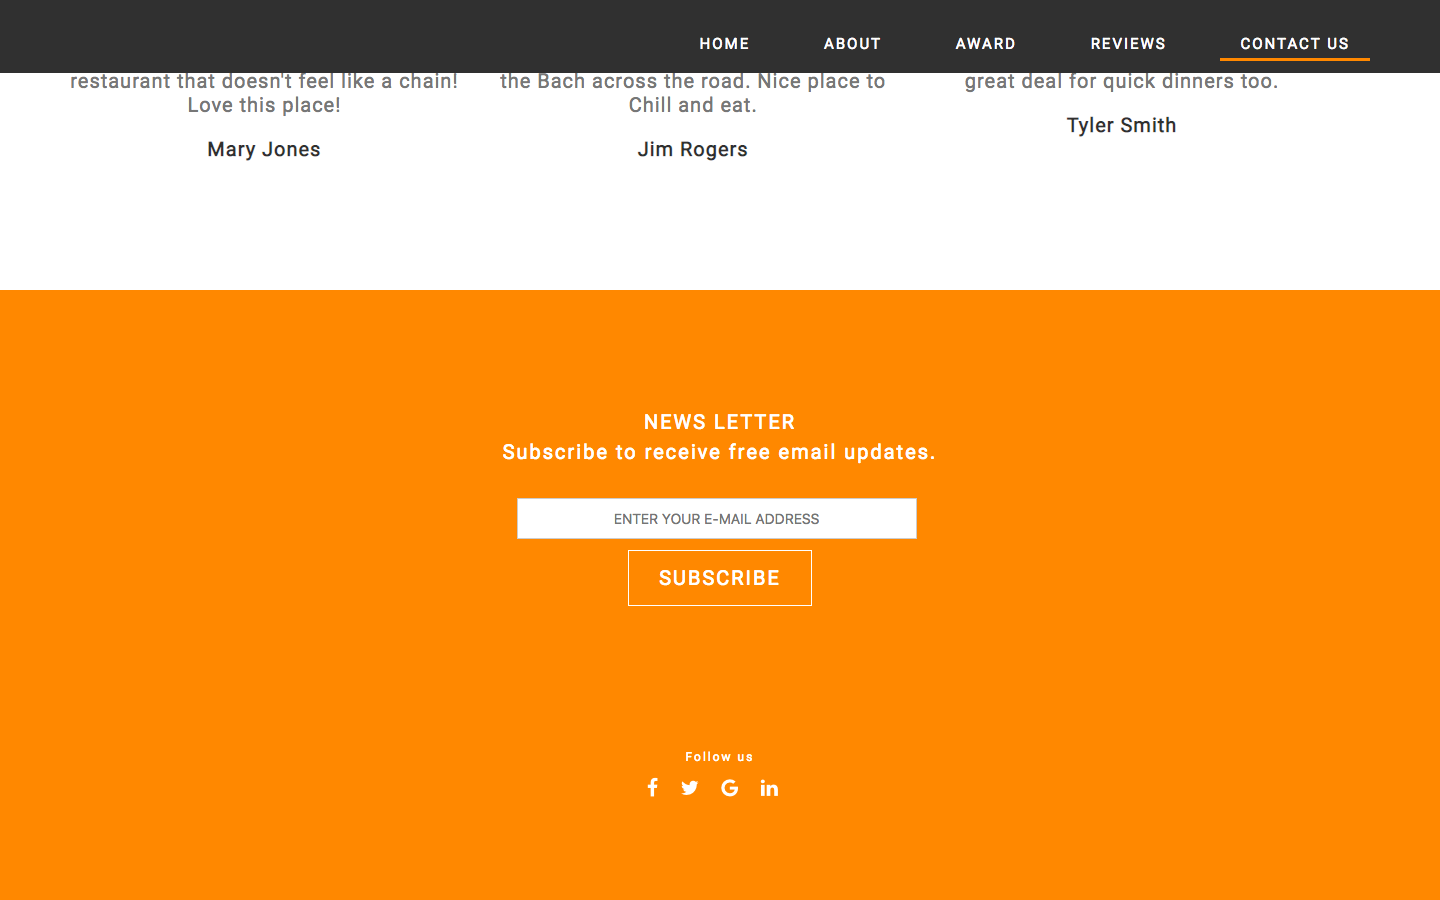 HOME ABOUT AWARD REVIEWS CONTACT US
restaurant that doesn't feel like a chain!
Love this place!
Mary Jones
the Bach across the road. Nice place to
Chill and eat.
Jim Rogers
great deal for quick dinners too.
Tyler Smith
NEWS LETTER
Subscribe to receive free email updates.
ENTER YOUR E-MAIL ADDRESS
SUBSCRIBE
Follow us